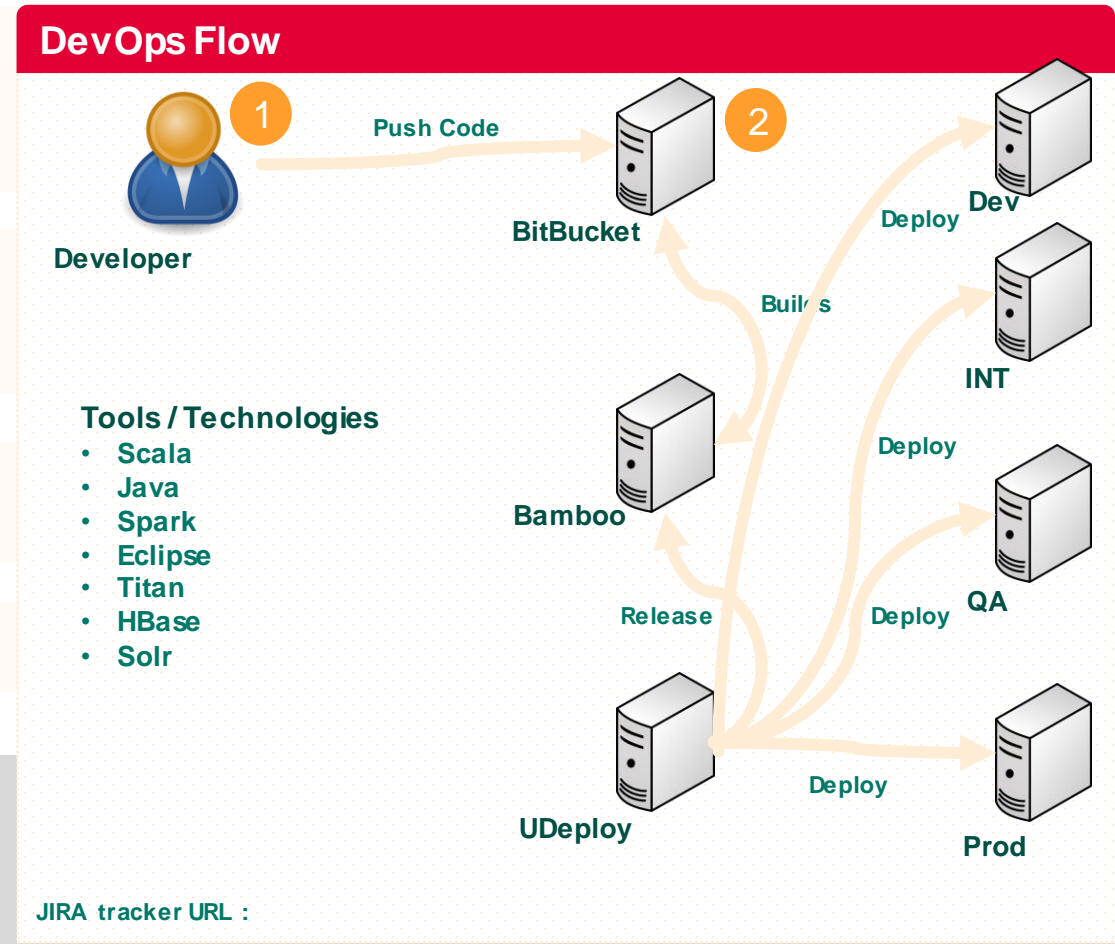 DevOps Flow
1
Push Code
2
Developer
BitBucket
Deploy
Dev
Builds
INT
Tools / Technologies
• Scala
• Java
• Spark
• Eclipse
• Titan
• HBase
• Solr
Bamboo
Deploy
Release
Deploy
QA
UDeploy
Deploy
Prod
JIRA tracker URL :